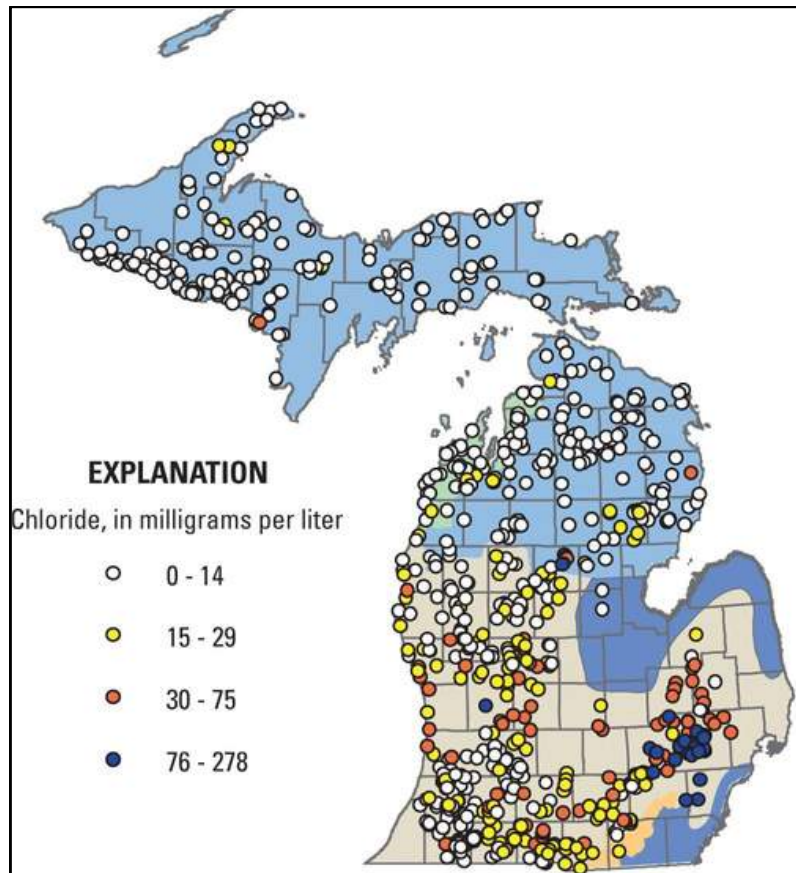 EXPLANATION
Chloride, in milligrams per liter
0 - 14
15 - 29
30 - 75
76 - 278